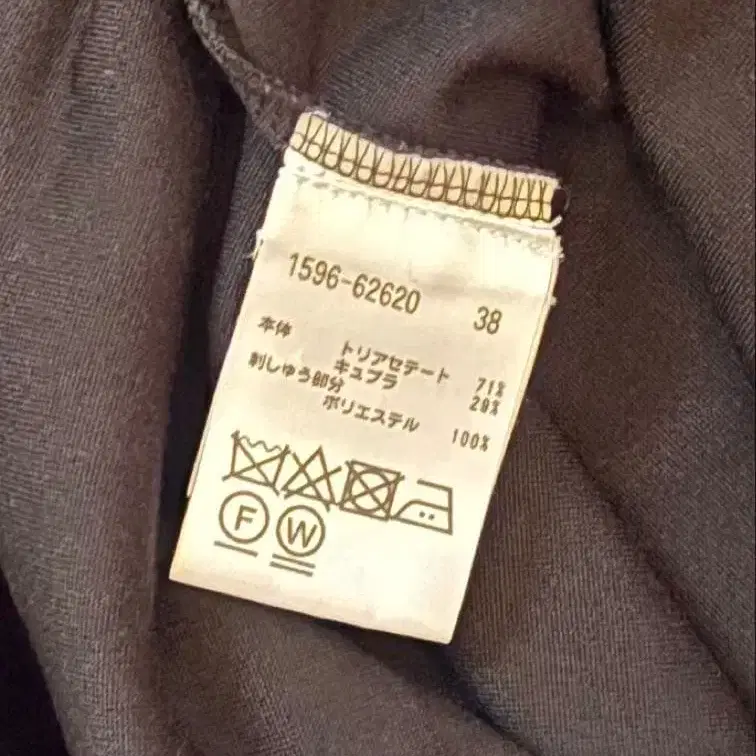 1596-62620 38
本体
トリアセテート 71%
キュプラ 29%
刺しゅう部分
ポリエステル 100%
F W